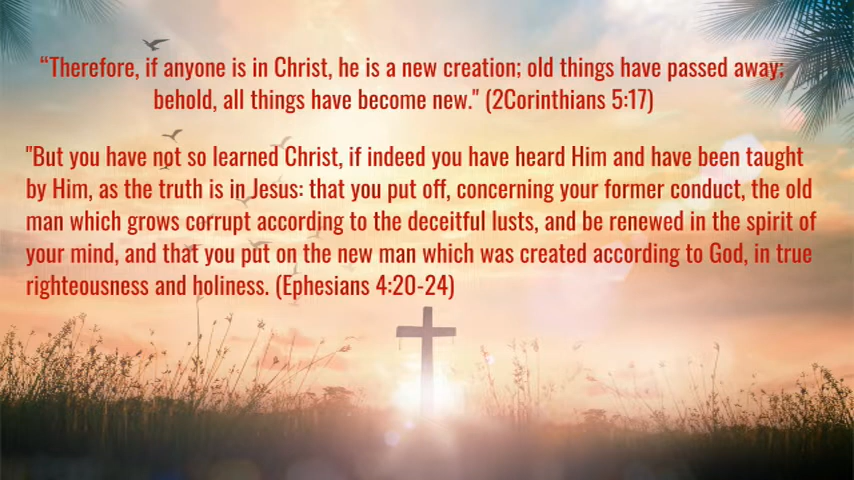 “Therefore, if anyone is in Christ, he is a new creation; old things have passed away;
behold, all things have become new." (2Corinthians 5:17)
"But you have not so learned Christ, if indeed you have heard Him and have been taught
by Him, as the truth is in Jesus: that you put off, concerning your former conduct, the old
man which grows corrupt according to the deceitful lusts, and be renewed in the spirit of
your mind, and that you put on the new man which was created according to God, in true
righteousness and holiness. (Ephesians 4:20-24)